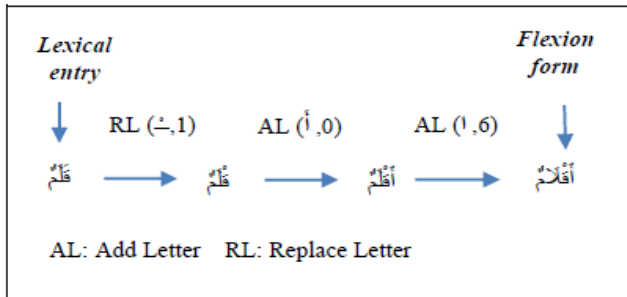 Lexical entry
Flexion form
RL (ـْ,1) AL (أَ,0) AL (ا,6)
قَلَمٌ قْلَمٌ أَقْلَمٌ أَقْلَامٌ
AL: Add Letter RL: Replace Letter